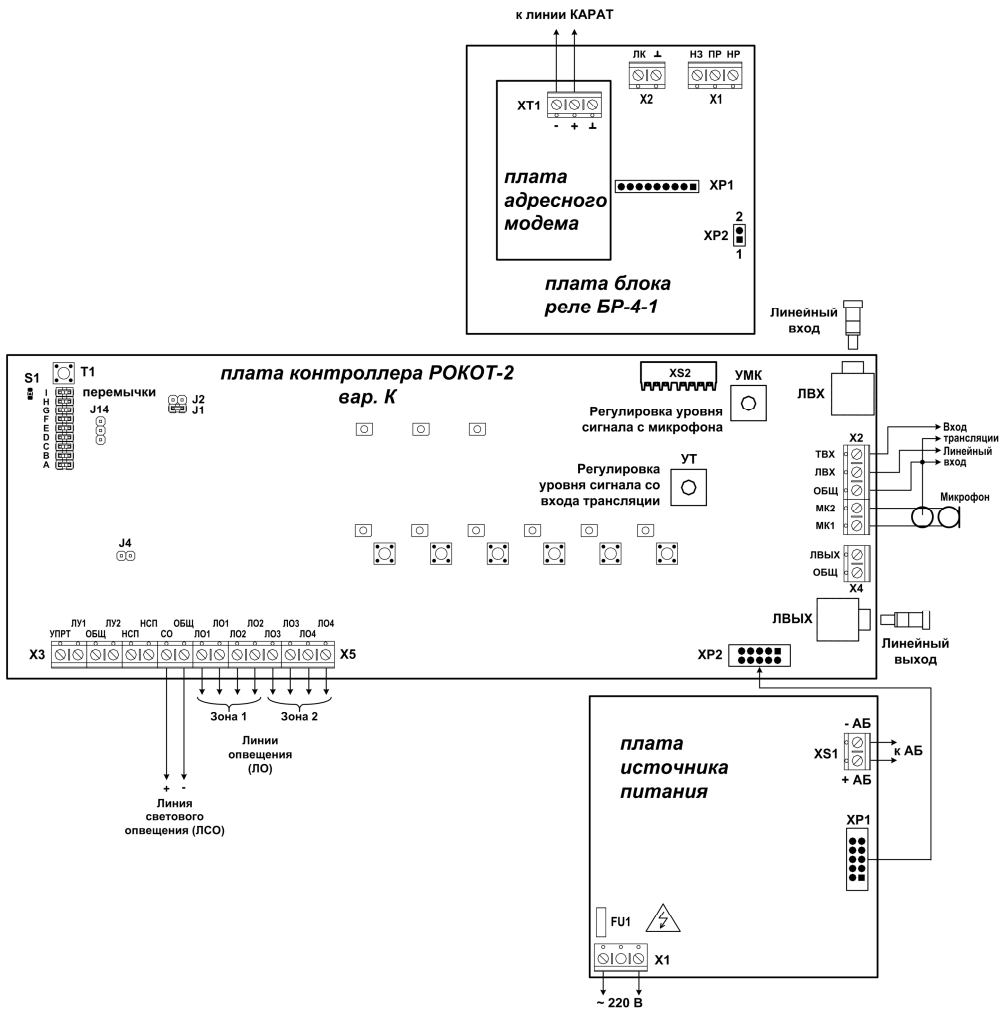 к линии КАРАТ
ЛК ⊥
НЗ ПР НР
X2
X1
XT1
- + ⊥
плата
адресного
модема
XP1
2
XP2
1
плата блока
реле БР-4-1
Линейный
вход
плата контроллера РОКОТ-2
вар. К
S1
T1
перемычки
I
H
G
F
E
D
C
B
A
J14
J2
J1
XS2
УМК
Регулировка уровня
сигнала с микрофона
ЛВХ
УТ
Регулировка
уровня сигнала со
входа трансляции
X2
ТВХ
ЛВХ
ОБЩ
МК2
МК1
Вход
трансляции
Линейный
вход
Микрофон
J4
ЛВЫХ
ОБЩ
X4
ЛВЫХ
Линейный
выход
ЛУ1 ЛУ2 НСП ОБЩ ЛО1 ЛО2 ЛО3 ЛО4
УПРТ ОБЩ НСП СО ЛО1 ЛО2 ЛО3 ЛО4
X3
X5
XP2
Зона 1
Зона 2
Линии
опвещения
(ЛО)
+ -
Линия
светового
опвещения (ЛСО)
плата
источника
питания
- АБ
XS1
к АБ
+ АБ
XP1
FU1
X1
~ 220 В